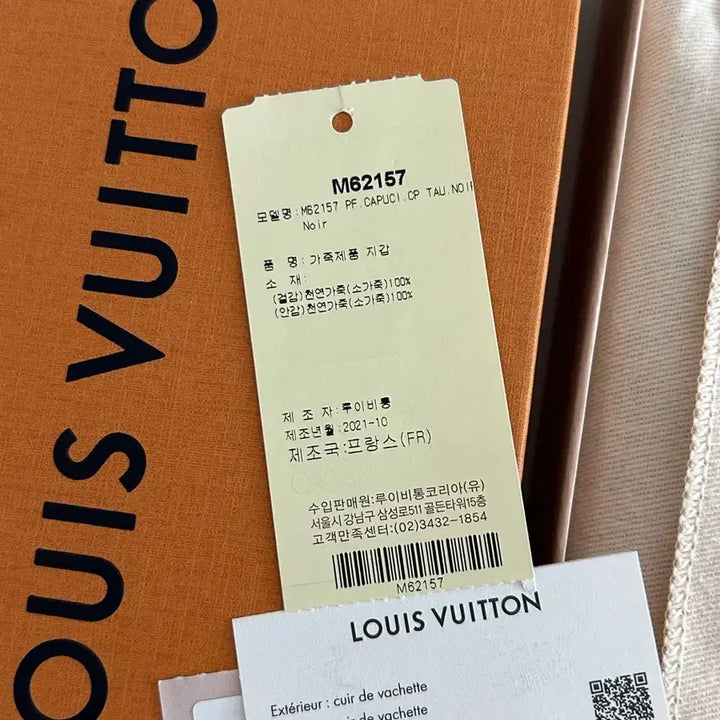 LOUIS VUITTO
M62157
모델명:M62157 PF.CAPUCI.CP TAU.NOI
Noir
품 명:가죽제품 지갑
소 재:
(겉감)천연가죽(소가죽)100%
(안감)천연가죽(소가죽)100%
제 조 자:루이비통
제조년월:2021-10
제조국:프랑스(FR)
수입판매원:루이비통코리아(유)
서울시 강남구 삼성로511 골든타워15층
고객만족센터:(02)3432-1854
M62157
LOUIS VUITTON
Extérieur : cuir de vachette
cuir de vachette